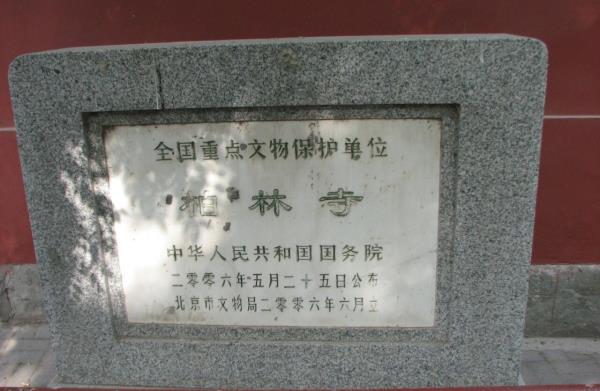 全国重点文物保护单位
柏林寺
中华人民共和国国务院
二零零六年五月二十五日公布
北京市文物局二零零六年六月立